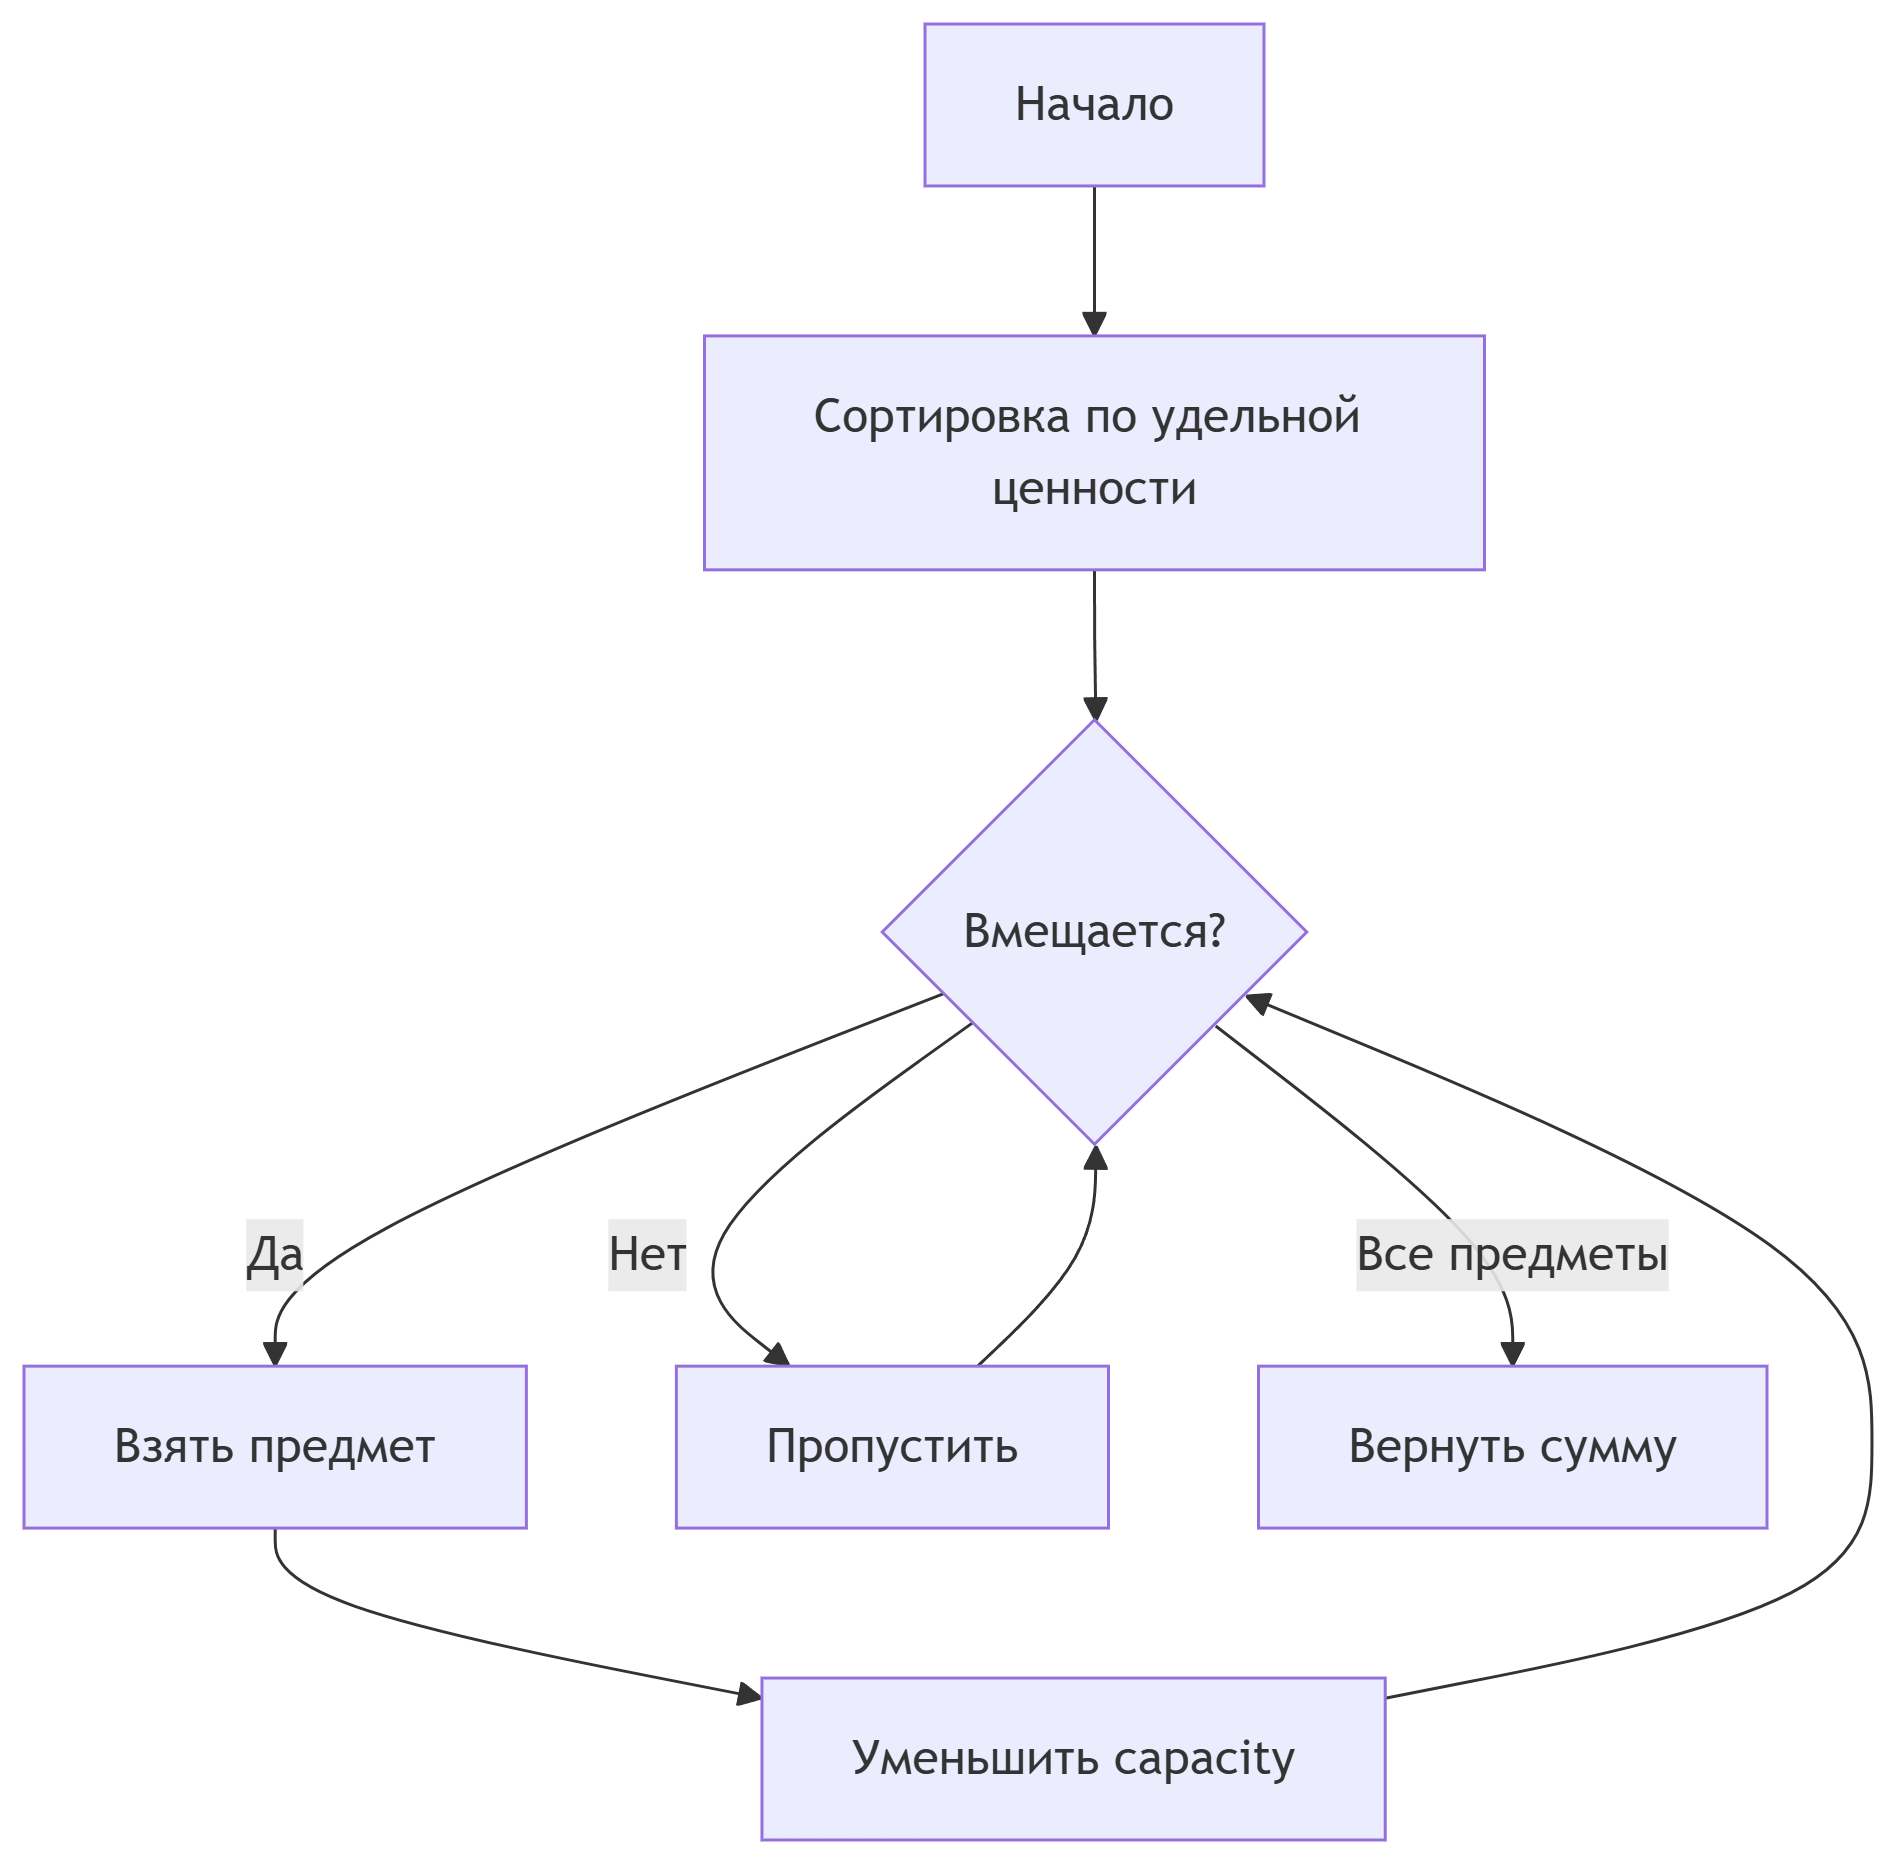 Начало
Сортировка по удельной
ценности
Вмещается?
Да
Нет
Все предметы
Взять предмет
Пропустить
Вернуть сумму
Уменьшить capacity